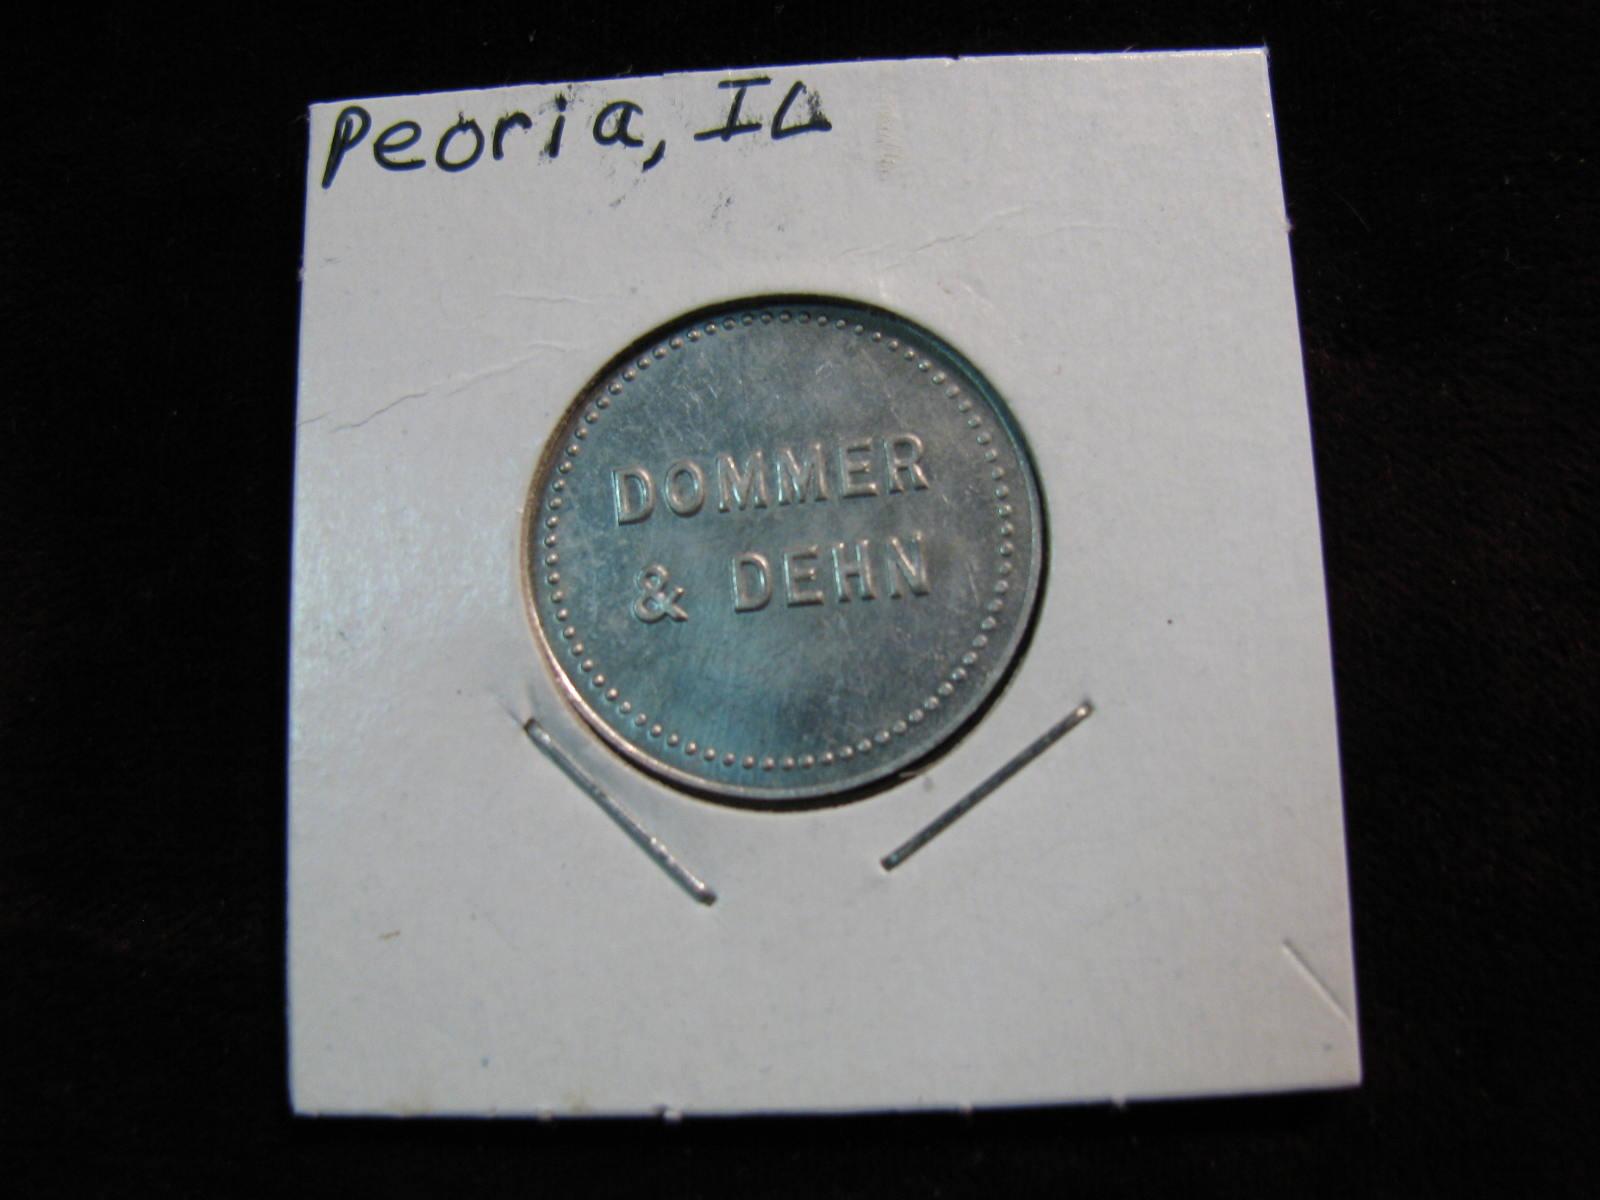 Peoria, IL
DOMMER
& DEHN